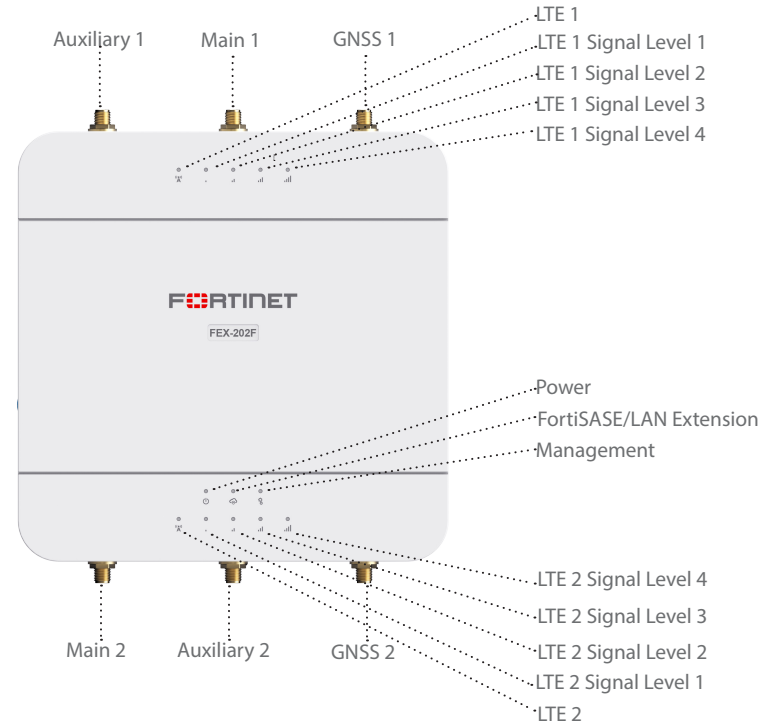 LTE 1
Auxiliary 1
Main 1
GNSS 1
LTE 1 Signal Level 1
LTE 1 Signal Level 2
LTE 1 Signal Level 3
LTE 1 Signal Level 4
FORTINET
FEX-202F
Power
FortiSASE/LAN Extension
Management
LTE 2 Signal Level 4
LTE 2 Signal Level 3
Main 2
Auxiliary 2
GNSS 2
LTE 2 Signal Level 2
LTE 2 Signal Level 1
LTE 2